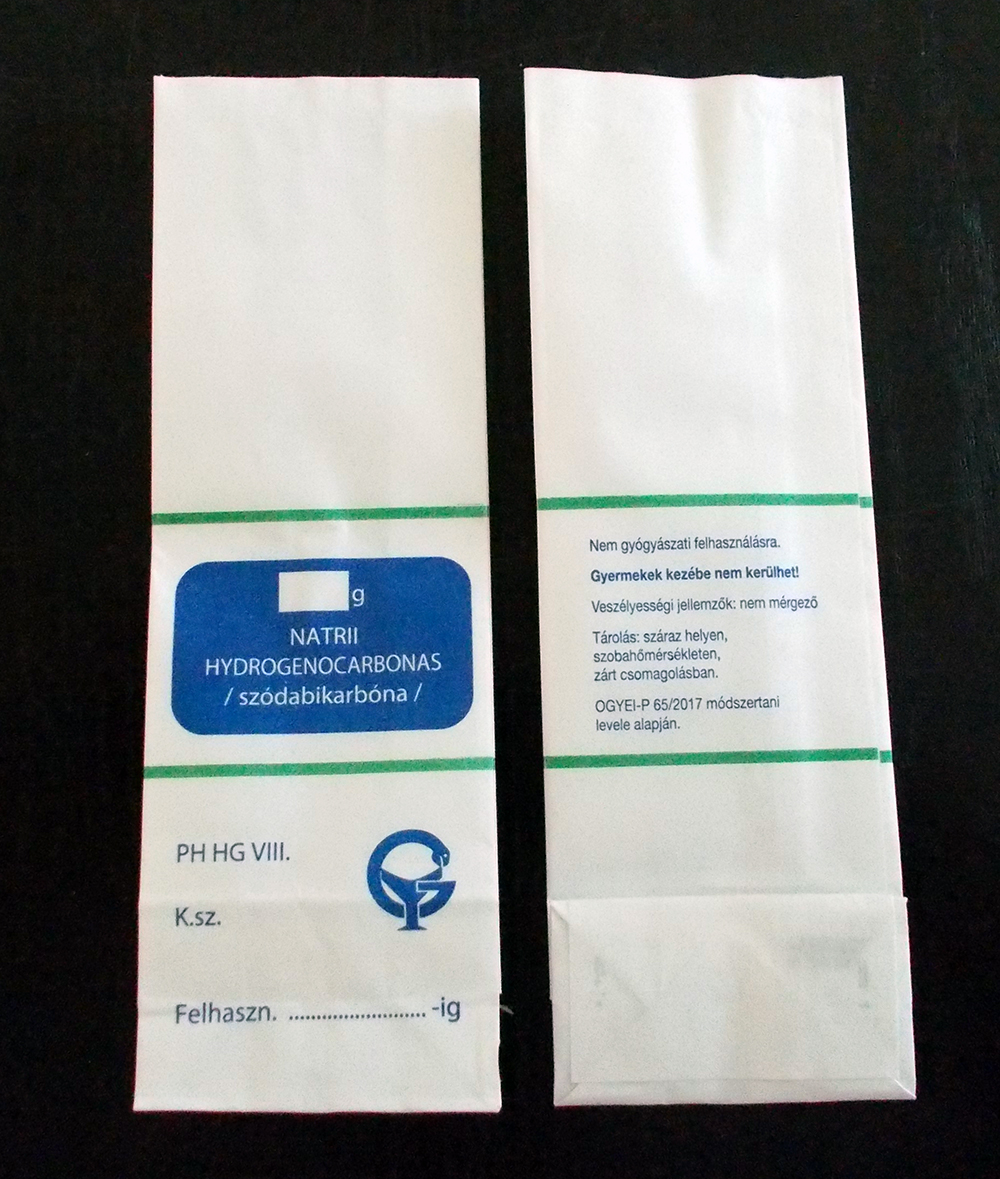 g
NATRII
HYDROGENOCARBONAS
/ szódabikarbóna /
PH HG VIII.
K.sz.
Felhaszn. ......................... -ig
Nem gyógyászati felhasználásra.
Gyermekek kezébe nem kerülhet!
Veszélyességi jellemzők: nem mérgező
Tárolás: száraz helyen,
szobahőmérsékleten,
zárt csomagolásban.
OGYEI-P 65/2017 módszertani
levele alapján.